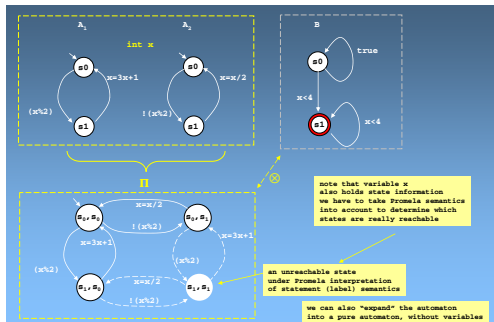 A₁ A₂ B
int x
s0 s0 s0
true
x=3x+1 x=x/2
x<4
(x%2) !(x%2)
s1 s1 s1
x<4
Π
⊗
note that variable x
also holds state information
we have to take Promela semantics
into account to determine which
states are really reachable
x=x/2
s₀,s₀ s₀,s₁
!(x%2)
x=3x+1 x=3x+1
(x%2) (x%2)
x=x/2
s₁,s₀ s₁,s₁
!(x%2)
an unreachable state
under Promela interpretation
of statement (label) semantics
we can also "expand" the automaton
into a pure automaton, without variables